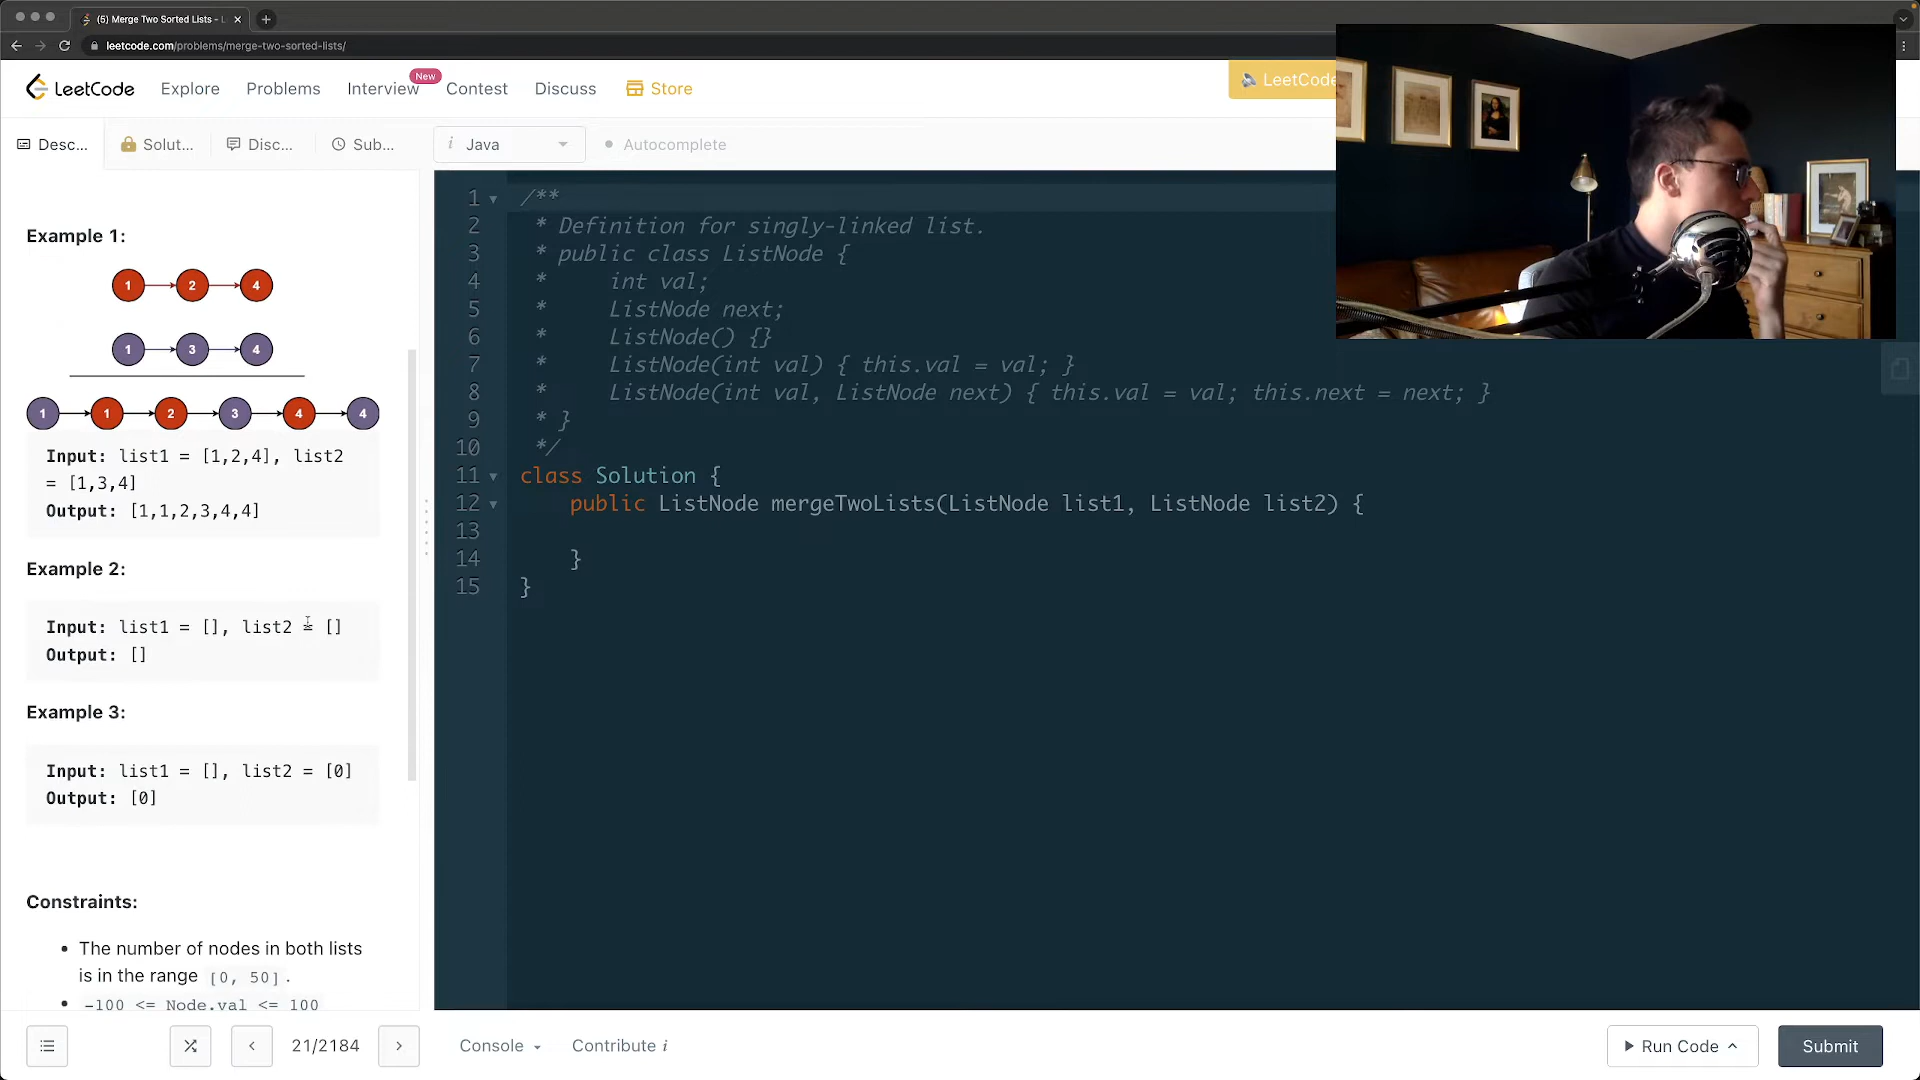 (5) Merge Two Sorted Lists - L
leetcode.com/problems/merge-two-sorted-lists/
LeetCode
Explore
Problems
Interview
New
Contest
Discuss
Store
LeetCode
Desc...
Solut...
Disc...
Sub...
i Java
Autocomplete
Example 1:
1 2 4
1 3 4
1 1 2 3 4 4
Input: list1 = [1,2,4], list2
= [1,3,4]
Output: [1,1,2,3,4,4]
Example 2:
Input: list1 = [], list2 = []
Output: []
Example 3:
Input: list1 = [], list2 = [0]
Output: [0]
Constraints:
• The number of nodes in both lists
is in the range [0, 50].
• -100 <= Node.val <= 100
1 /**
2 * Definition for singly-linked list.
3 * public class ListNode {
4 *     int val;
5 *     ListNode next;
6 *     ListNode() {}
7 *     ListNode(int val) { this.val = val; }
8 *     ListNode(int val, ListNode next) { this.val = val; this.next = next; }
9 * }
10 */
11 class Solution {
12     public ListNode mergeTwoLists(ListNode list1, ListNode list2) {
13
14     }
15 }
21/2184
Console
Contribute i
Run Code
Submit